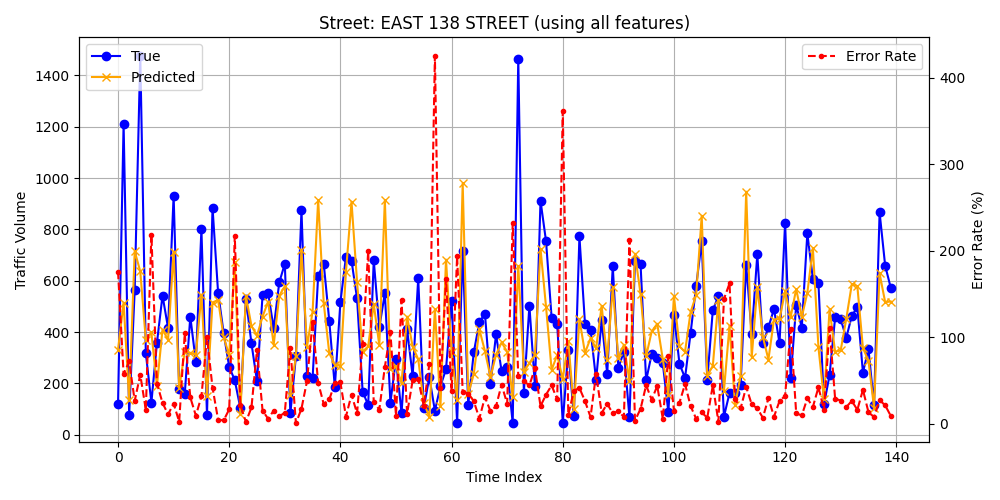 Street: EAST 138 STREET (using all features)
True
Predicted
Error Rate
Traffic Volume
1400
1200
1000
800
600
400
200
0
400
300
200
100
0
Error Rate (%)
0 20 40 60 80 100 120 140
Time Index